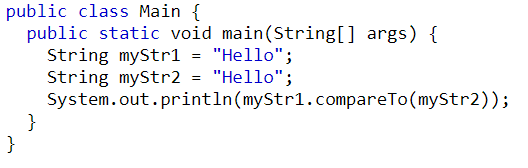 public class Main {
  public static void main(String[] args) {
    String myStr1 = "Hello";
    String myStr2 = "Hello";
    System.out.println(myStr1.compareTo(myStr2));
  }
}